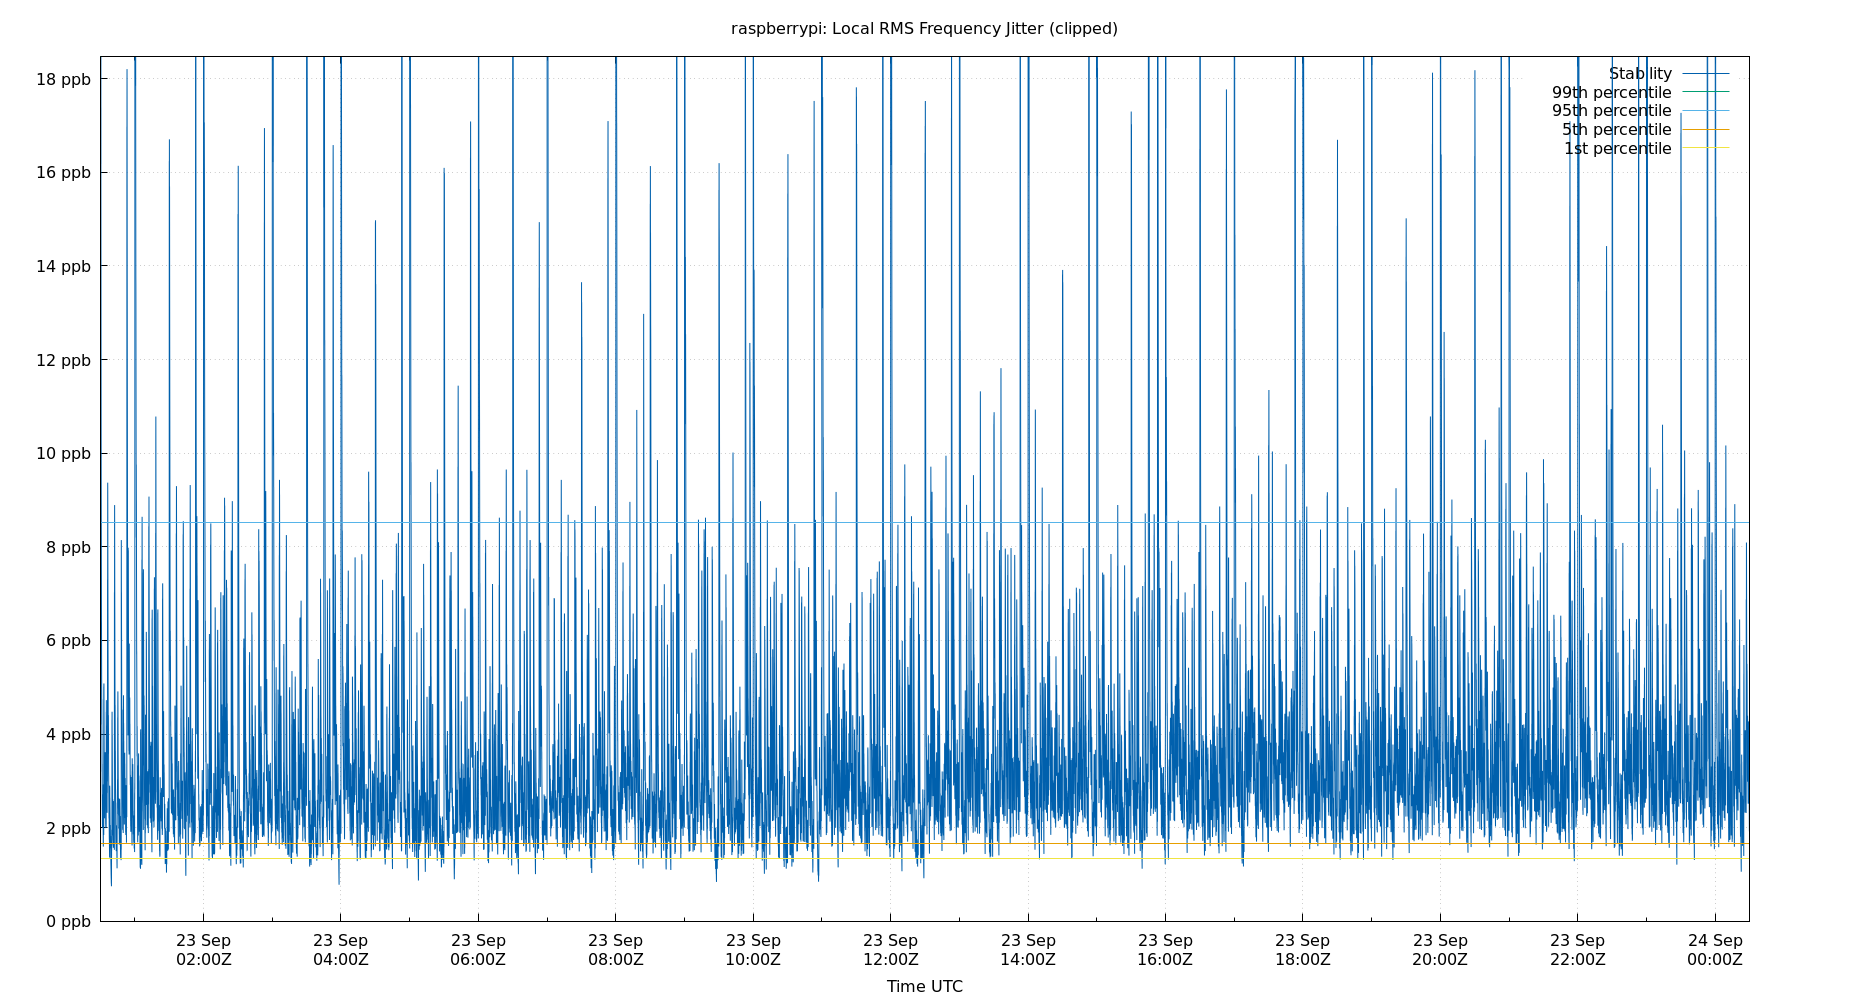 raspberrypi: Local RMS Frequency Jitter (clipped)
18 ppb
16 ppb
14 ppb
12 ppb
10 ppb
8 ppb
6 ppb
4 ppb
2 ppb
0 ppb
Stability
99th percentile
95th percentile
5th percentile
1st percentile
23 Sep 23 Sep 23 Sep 23 Sep 23 Sep 23 Sep 23 Sep 23 Sep 23 Sep 23 Sep 23 Sep 24 Sep
02:00Z 04:00Z 06:00Z 08:00Z 10:00Z 12:00Z 14:00Z 16:00Z 18:00Z 20:00Z 22:00Z 00:00Z
Time UTC